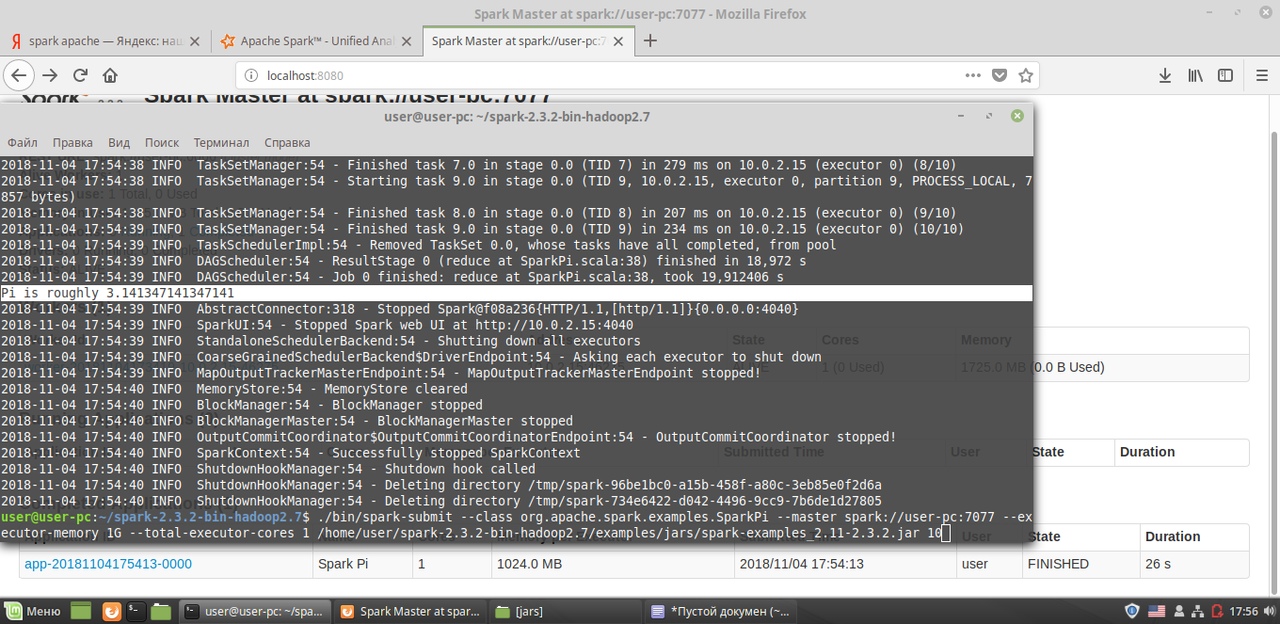 Spark Master at spark://user-pc:7077 - Mozilla Firefox
spark apache — Яндекс: наш
Apache Spark™ - Unified Anal
Spark Master at spark://user-pc:7
localhost:8080
Spark Master at spark://user-pc:7077
user@user-pc: ~/spark-2.3.2-bin-hadoop2.7
Файл Правка Вид Поиск Терминал Справка
2018-11-04 17:54:38 INFO  TaskSetManager:54 - Finished task 7.0 in stage 0.0 (TID 7) in 279 ms on 10.0.2.15 (executor 0) (8/10)
2018-11-04 17:54:38 INFO  TaskSetManager:54 - Starting task 9.0 in stage 0.0 (TID 9, 10.0.2.15, executor 0, partition 9, PROCESS_LOCAL, 7
857 bytes)
2018-11-04 17:54:38 INFO  TaskSetManager:54 - Finished task 8.0 in stage 0.0 (TID 8) in 207 ms on 10.0.2.15 (executor 0) (9/10)
2018-11-04 17:54:39 INFO  TaskSetManager:54 - Finished task 9.0 in stage 0.0 (TID 9) in 234 ms on 10.0.2.15 (executor 0) (10/10)
2018-11-04 17:54:39 INFO  TaskSchedulerImpl:54 - Removed TaskSet 0.0, whose tasks have all completed, from pool
2018-11-04 17:54:39 INFO  DAGScheduler:54 - ResultStage 0 (reduce at SparkPi.scala:38) finished in 18,972 s
2018-11-04 17:54:39 INFO  DAGScheduler:54 - Job 0 finished: reduce at SparkPi.scala:38, took 19,912406 s
Pi is roughly 3.141347141347141
2018-11-04 17:54:39 INFO  AbstractConnector:318 - Stopped Spark@f08a236{HTTP/1.1,[http/1.1]}{0.0.0.0:4040}
2018-11-04 17:54:39 INFO  SparkUI:54 - Stopped Spark web UI at http://10.0.2.15:4040
2018-11-04 17:54:39 INFO  StandaloneSchedulerBackend:54 - Shutting down all executors
2018-11-04 17:54:39 INFO  CoarseGrainedSchedulerBackend$DriverEndpoint:54 - Asking each executor to shut down
2018-11-04 17:54:39 INFO  MapOutputTrackerMasterEndpoint:54 - MapOutputTrackerMasterEndpoint stopped!
2018-11-04 17:54:40 INFO  MemoryStore:54 - MemoryStore cleared
2018-11-04 17:54:40 INFO  BlockManager:54 - BlockManager stopped
2018-11-04 17:54:40 INFO  BlockManagerMaster:54 - BlockManagerMaster stopped
2018-11-04 17:54:40 INFO  OutputCommitCoordinator$OutputCommitCoordinatorEndpoint:54 - OutputCommitCoordinator stopped!
2018-11-04 17:54:40 INFO  SparkContext:54 - Successfully stopped SparkContext
2018-11-04 17:54:40 INFO  ShutdownHookManager:54 - Shutdown hook called
2018-11-04 17:54:40 INFO  ShutdownHookManager:54 - Deleting directory /tmp/spark-96be1bc0-a15b-458f-a80c-3eb85e0f2d6a
2018-11-04 17:54:40 INFO  ShutdownHookManager:54 - Deleting directory /tmp/spark-734e6422-d042-4496-9cc9-7b6de1d27805
user@user-pc:~/spark-2.3.2-bin-hadoop2.7$ ./bin/spark-submit --class org.apache.spark.examples.SparkPi --master spark://user-pc:7077 --ex
ecutor-memory 1G --total-executor-cores 1 /home/user/spark-2.3.2-bin-hadoop2.7/examples/jars/spark-examples_2.11-2.3.2.jar 10
State Cores Memory
1 (0 Used) 1725.0 MB (0.0 B Used)
Submitted Time User State Duration
User State Duration
app-20181104175413-0000 Spark Pi 1 1024.0 MB 2018/11/04 17:54:13 user FINISHED 26 s
Меню user@user-pc: ~/spa... Spark Master at spar... [jars] *Пустой докумен (~... 17:56